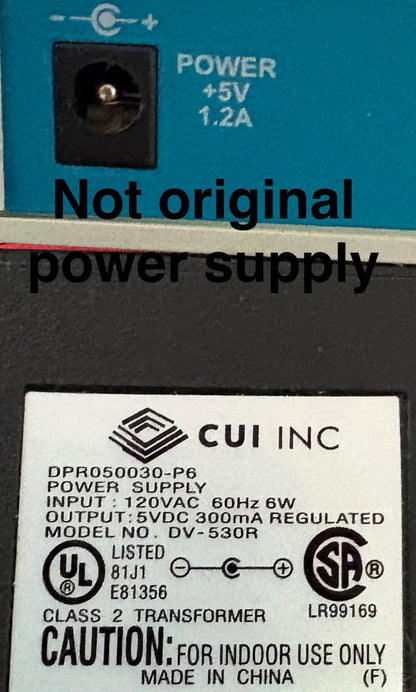 POWER
+5V
1.2A
Not original
power supply
CUI INC
DPR050030-P6
POWER SUPPLY
INPUT : 120VAC 60Hz 6W
OUTPUT: 5VDC 300mA REGULATED
MODEL NO. DV-530R
UL ® LISTED
81J1
E81356
SA ®
CLASS 2 TRANSFORMER LR99169
CAUTION: FOR INDOOR USE ONLY
MADE IN CHINA (F)